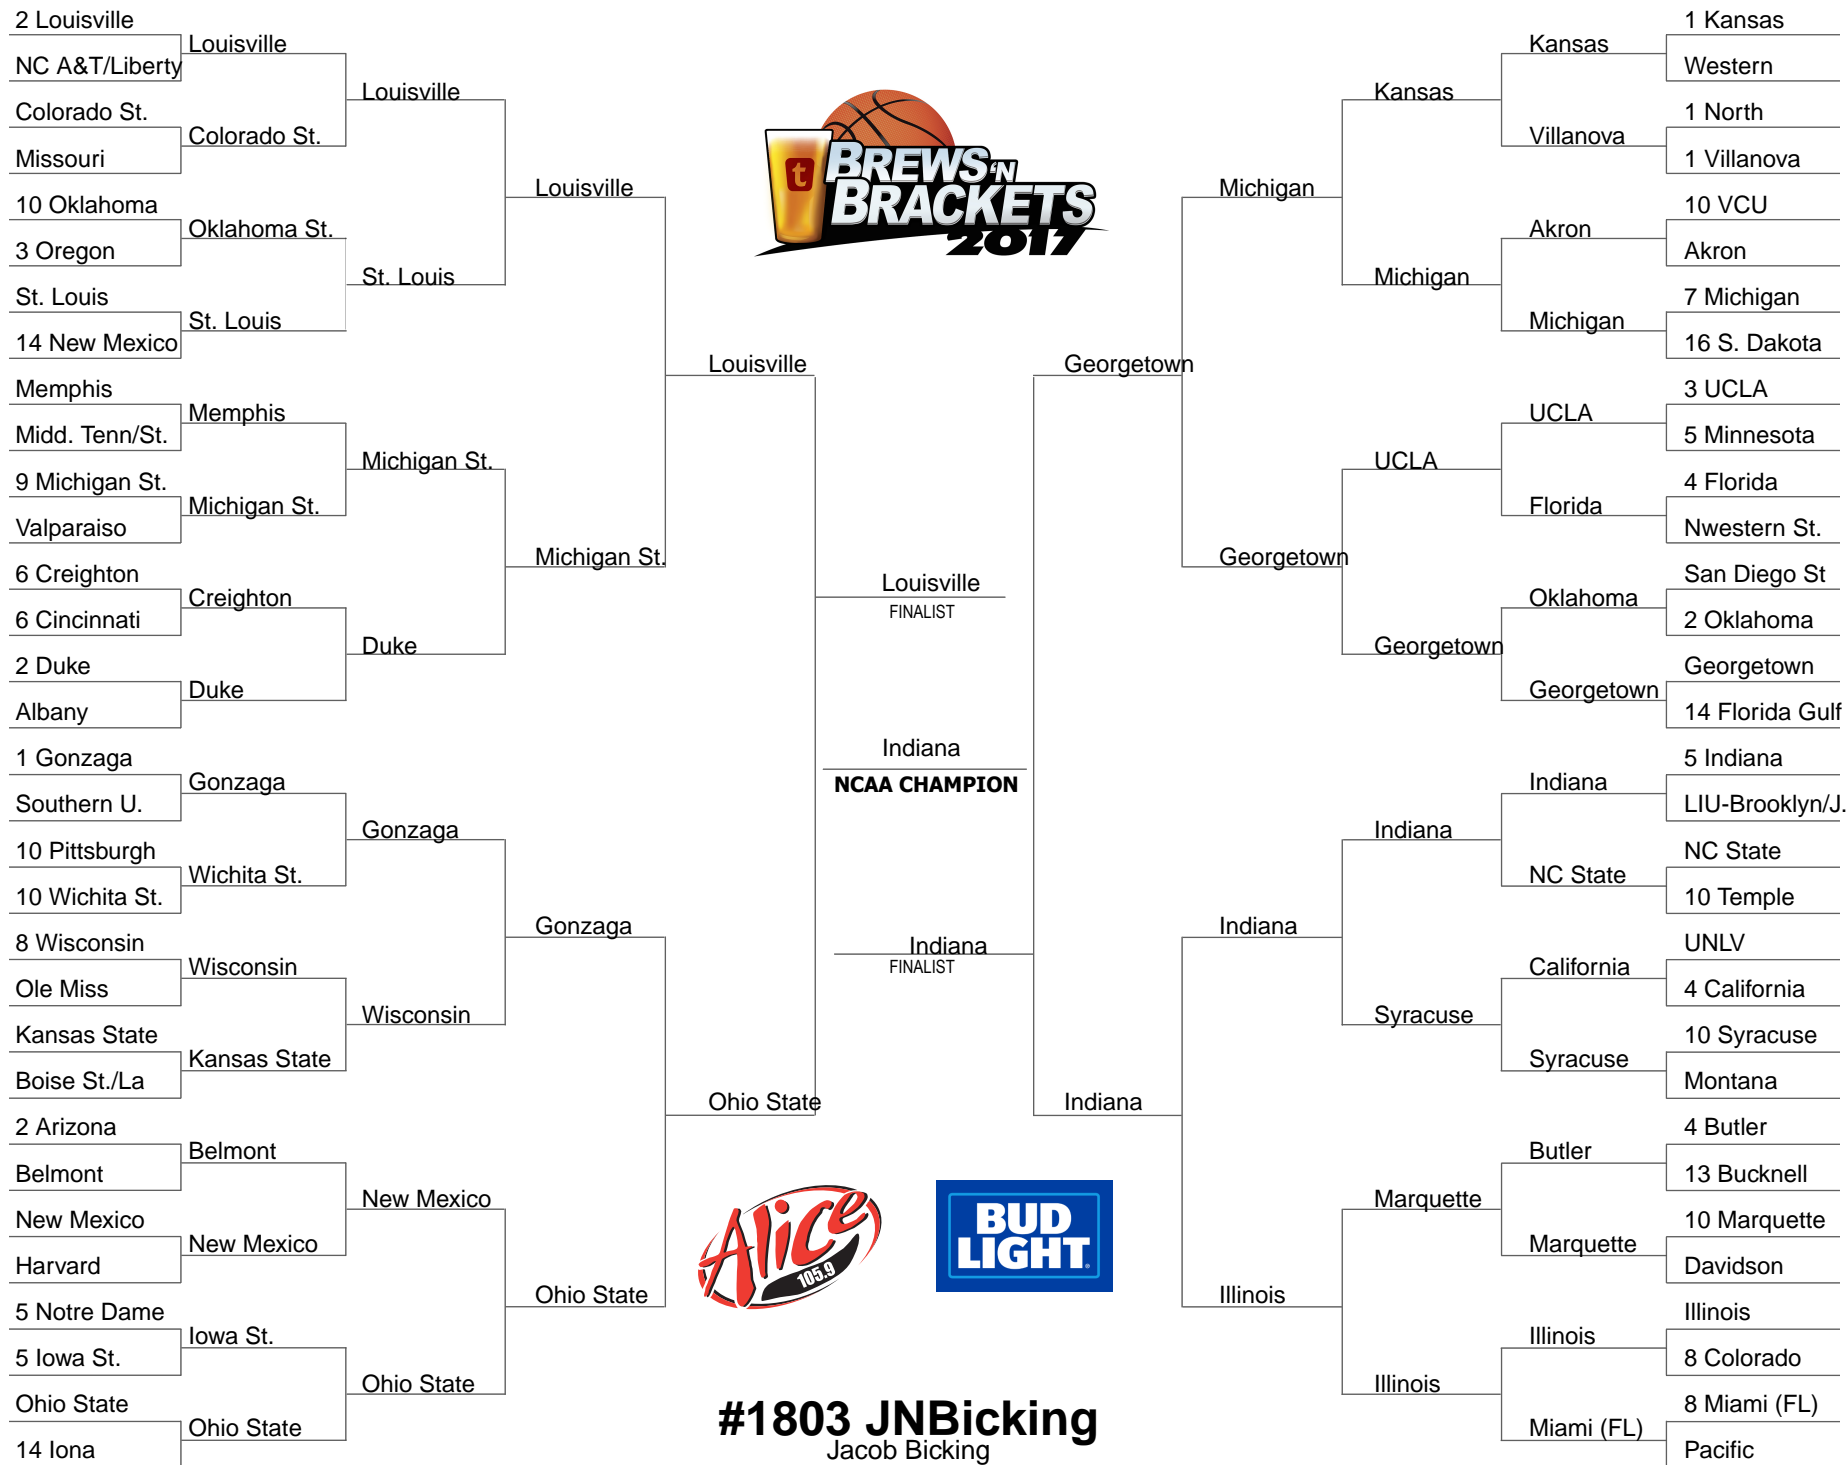 2 Louisville
NC A&T/Liberty
Colorado St.
Missouri
10 Oklahoma
3 Oregon
St. Louis
14 New Mexico
Memphis
Midd. Tenn/St.
9 Michigan St.
Valparaiso
6 Creighton
6 Cincinnati
2 Duke
Albany
1 Gonzaga
Southern U.
10 Pittsburgh
10 Wichita St.
8 Wisconsin
Ole Miss
Kansas State
Boise St./La
2 Arizona
Belmont
New Mexico
Harvard
5 Notre Dame
5 Iowa St.
Ohio State
14 Iona
Louisville
Colorado St.
Oklahoma St.
St. Louis
Memphis
Michigan St.
Creighton
Duke
Gonzaga
Wichita St.
Wisconsin
Kansas State
Belmont
New Mexico
Iowa St.
Ohio State
Louisville
St. Louis
Michigan St.
Duke
Gonzaga
Wisconsin
New Mexico
Ohio State
Louisville
Michigan St.
Gonzaga
Ohio State
Louisville
Ohio State
t
BREWS 'N
BRACKETS
2017
Louisville
FINALIST
Indiana
NCAA CHAMPION
Indiana
FINALIST
Alice
105.9
BUD
LIGHT
#1803 JNBicking
Jacob Bicking
Georgetown
Indiana
Michigan
Georgetown
Indiana
Illinois
Kansas
Michigan
UCLA
Georgetown
Indiana
Syracuse
Marquette
Illinois
Kansas
Villanova
Akron
Michigan
UCLA
Florida
Oklahoma
Georgetown
Indiana
NC State
California
Syracuse
Butler
Marquette
Illinois
Miami (FL)
1 Kansas
Western
1 North
1 Villanova
10 VCU
Akron
7 Michigan
16 S. Dakota
3 UCLA
5 Minnesota
4 Florida
Nwestern St.
San Diego St
2 Oklahoma
Georgetown
14 Florida Gulf
5 Indiana
LIU-Brooklyn/J.
NC State
10 Temple
UNLV
4 California
10 Syracuse
Montana
4 Butler
13 Bucknell
10 Marquette
Davidson
Illinois
8 Colorado
8 Miami (FL)
Pacific